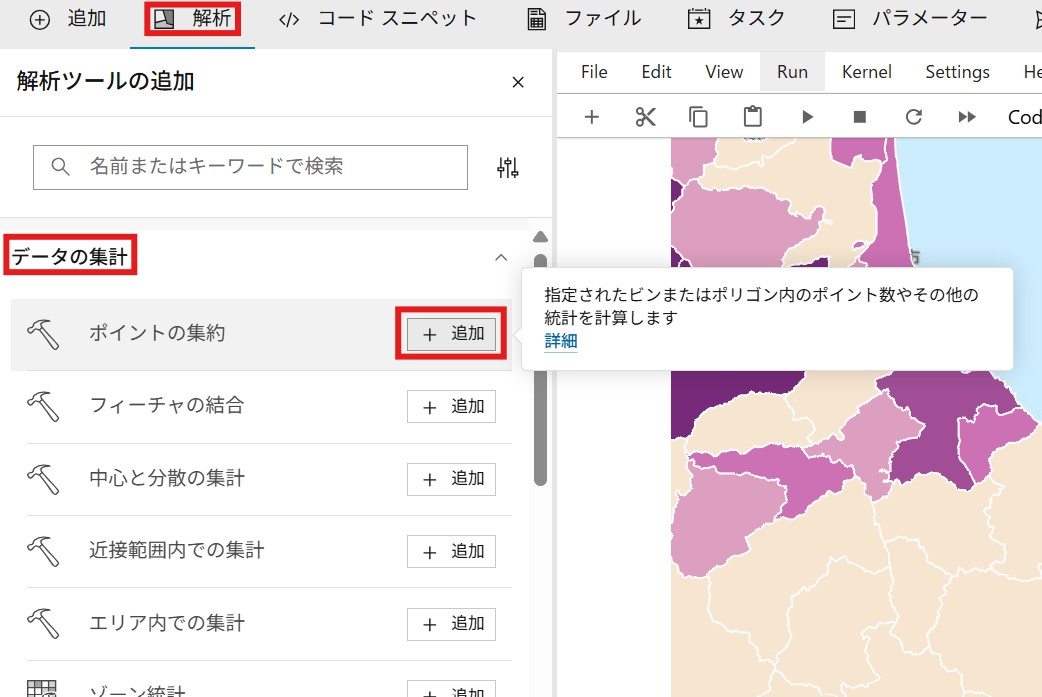 追加
解析
コード スニペット
ファイル
タスク
パラメーター
解析ツールの追加
File Edit View Run Kernel Settings
名前またはキーワードで検索
データの集計
ポイントの集約
追加
指定されたビンまたはポリゴン内のポイント数やその他の
統計を計算します
詳細
フィーチャの結合
追加
中心と分散の集計
追加
近接範囲内での集計
追加
エリア内での集計
追加
ゾーン統計
追加